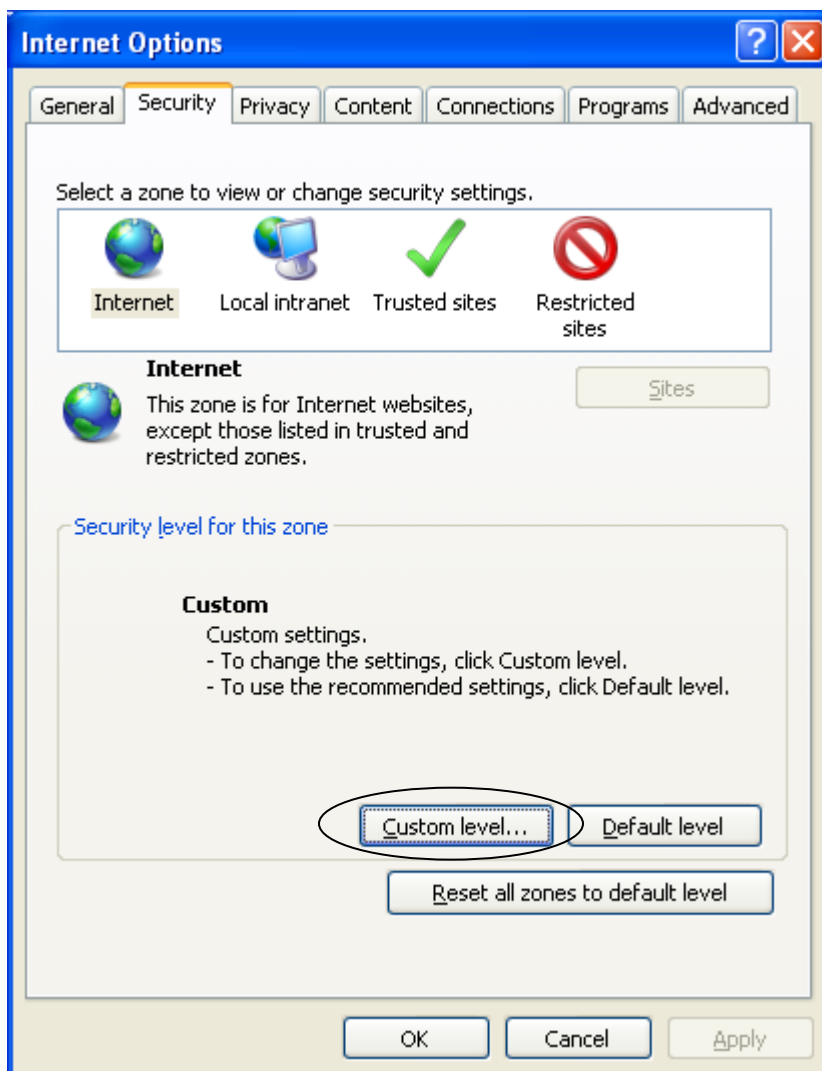 Internet Options
General Security Privacy Content Connections Programs Advanced
Select a zone to view or change security settings.
Internet Local intranet Trusted sites Restricted
sites
Internet
Sites
This zone is for Internet websites,
except those listed in trusted and
restricted zones.
Security level for this zone
Custom
Custom settings.
- To change the settings, click Custom level.
- To use the recommended settings, click Default level.
Custom level... Default level
Reset all zones to default level
OK Cancel Apply